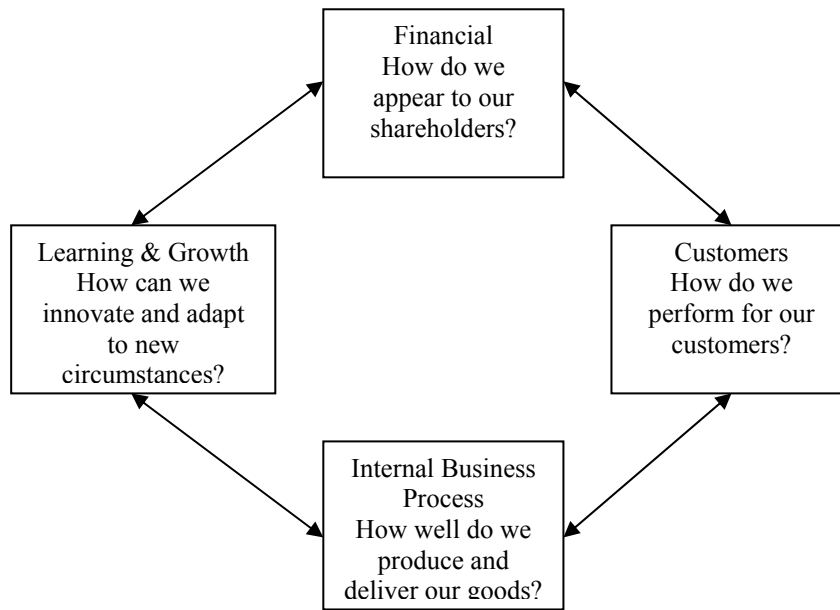 Financial
How do we
appear to our
shareholders?
Learning & Growth
How can we
innovate and adapt
to new
circumstances?
Customers
How do we
perform for our
customers?
Internal Business
Process
How well do we
produce and
deliver our goods?